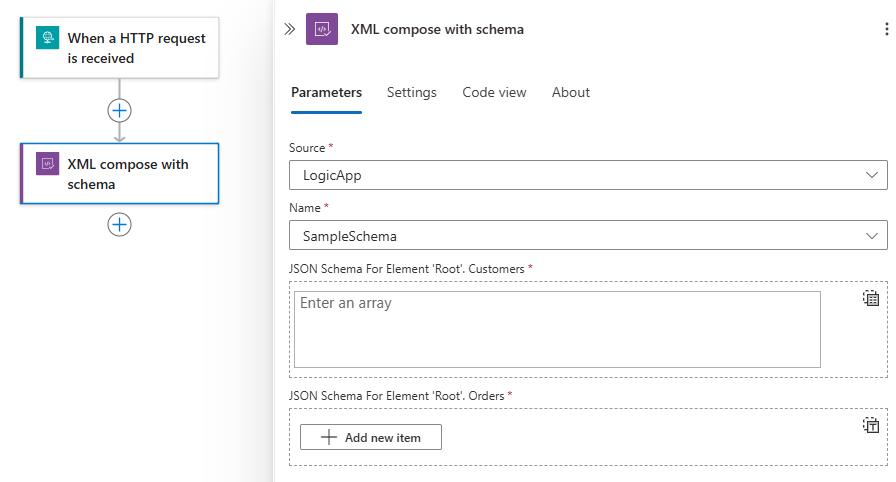 When a HTTP request
is received
XML compose with
schema
XML compose with schema
Parameters
Settings
Code view
About
Source *
LogicApp
Name *
SampleSchema
JSON Schema For Element 'Root'. Customers *
Enter an array
JSON Schema For Element 'Root'. Orders *
Add new item